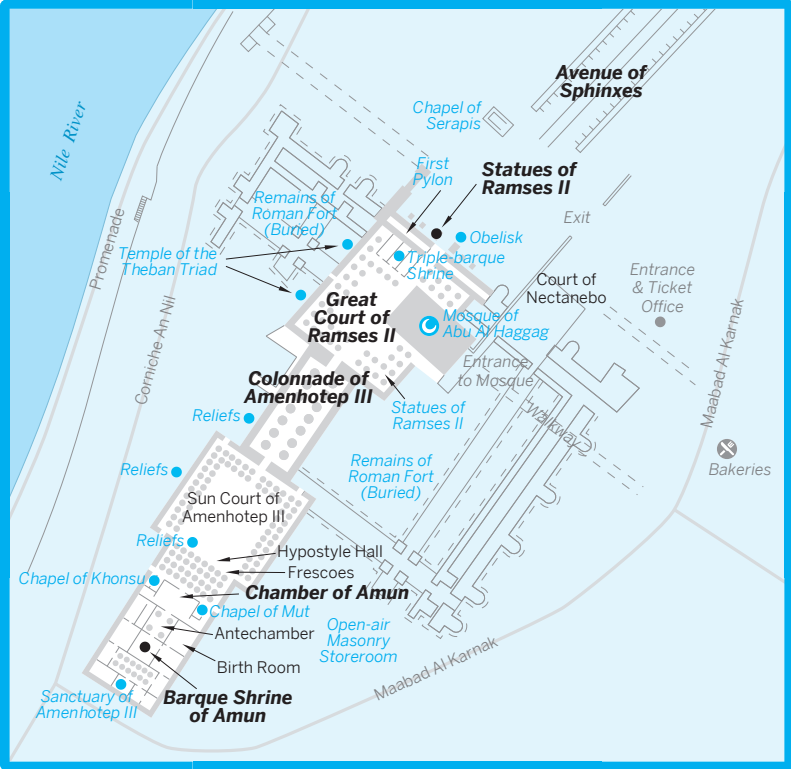 Avenue of
Sphinxes
Nile River
Chapel of
Serapis
First
Pylon
Statues of
Ramses II
Remains of
Roman Fort
(Buried)
Exit
Promenade
Obelisk
Temple of the
Theban Triad
Triple-barque
Shrine
Court of
Nectanebo
Entrance
& Ticket
Office
Great
Court of
Ramses II
Mosque of
Abu Al Haggag
Corniche An Nil
Maabad Al Karnak
Entrance
to Mosque
Colonnade of
Amenhotep III
Statues of
Ramses II
Reliefs
Walkway
Remains of
Roman Fort
(Buried)
Bakeries
Reliefs
Sun Court of
Amenhotep III
Reliefs
Hypostyle Hall
Frescoes
Chapel of Khonsu
Chamber of Amun
Chapel of Mut
Open-air
Masonry
Storeroom
Antechamber
Birth Room
Maabad Al Karnak
Sanctuary of
Amenhotep III
Barque Shrine
of Amun